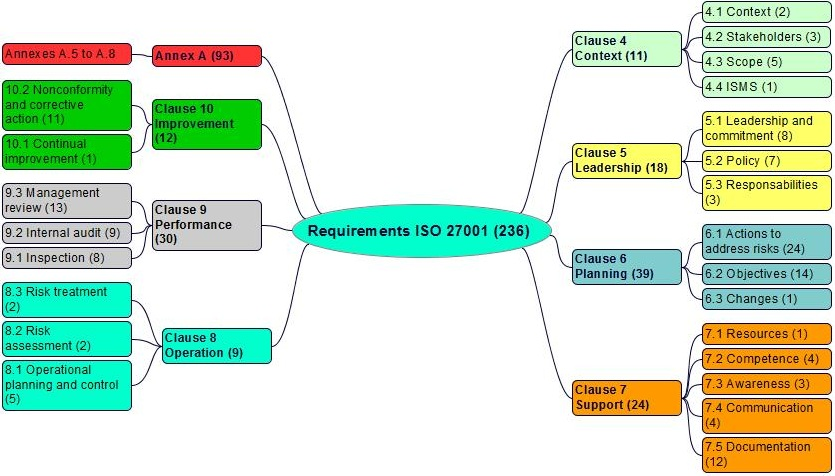 Requirements ISO 27001 (236)
Clause 4
Context (11)
4.1 Context (2)
4.2 Stakeholders (3)
4.3 Scope (5)
4.4 ISMS (1)
Clause 5
Leadership (18)
5.1 Leadership and
commitment (8)
5.2 Policy (7)
5.3 Responsabilities
(3)
Clause 6
Planning (39)
6.1 Actions to
address risks (24)
6.2 Objectives (14)
6.3 Changes (1)
Clause 7
Support (24)
7.1 Resources (1)
7.2 Competence (4)
7.3 Awareness (3)
7.4 Communication
(4)
7.5 Documentation
(12)
Clause 8
Operation (9)
8.3 Risk treatment
(2)
8.2 Risk
assessment (2)
8.1 Operational
planning and control
(5)
Clause 9
Performance
(30)
9.3 Management
review (13)
9.2 Internal audit (9)
9.1 Inspection (8)
Clause 10
Improvement
(12)
10.2 Nonconformity
and corrective
action (11)
10.1 Continual
improvement (1)
Annex A (93)
Annexes A.5 to A.8